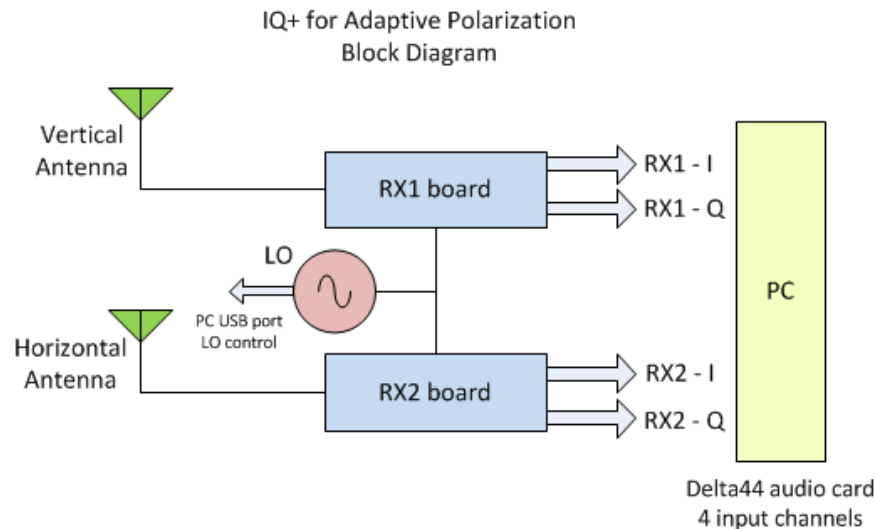 IQ+ for Adaptive Polarization
Block Diagram
Vertical
Antenna
RX1 board
RX1 - I
RX1 - Q
LO
PC USB port
LO control
PC
Horizontal
Antenna
RX2 board
RX2 - I
RX2 - Q
Delta44 audio card
4 input channels